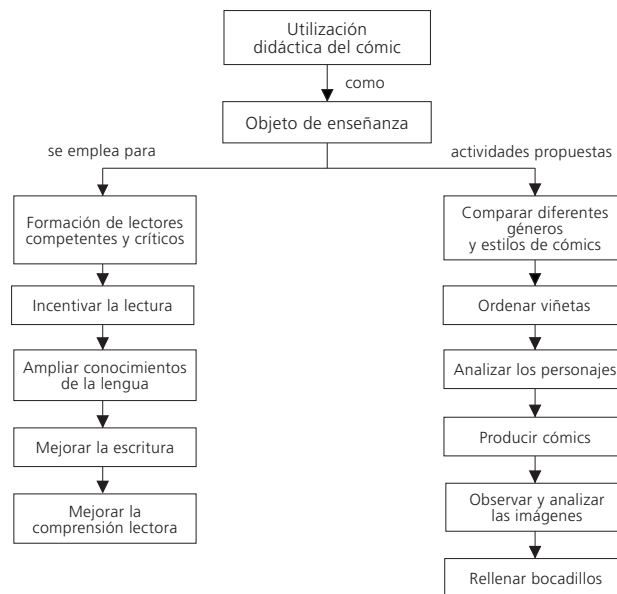 Utilización
didáctica del cómic
como
Objeto de enseñanza
se emplea para
actividades propuestas
Formación de lectores
competentes y críticos
Incentivar la lectura
Ampliar conocimientos
de la lengua
Mejorar la escritura
Mejorar la
comprensión lectora
Comparar diferentes
géneros
y estilos de cómics
Ordenar viñetas
Analizar los personajes
Producir cómics
Observar y analizar
las imágenes
Rellenar bocadillos